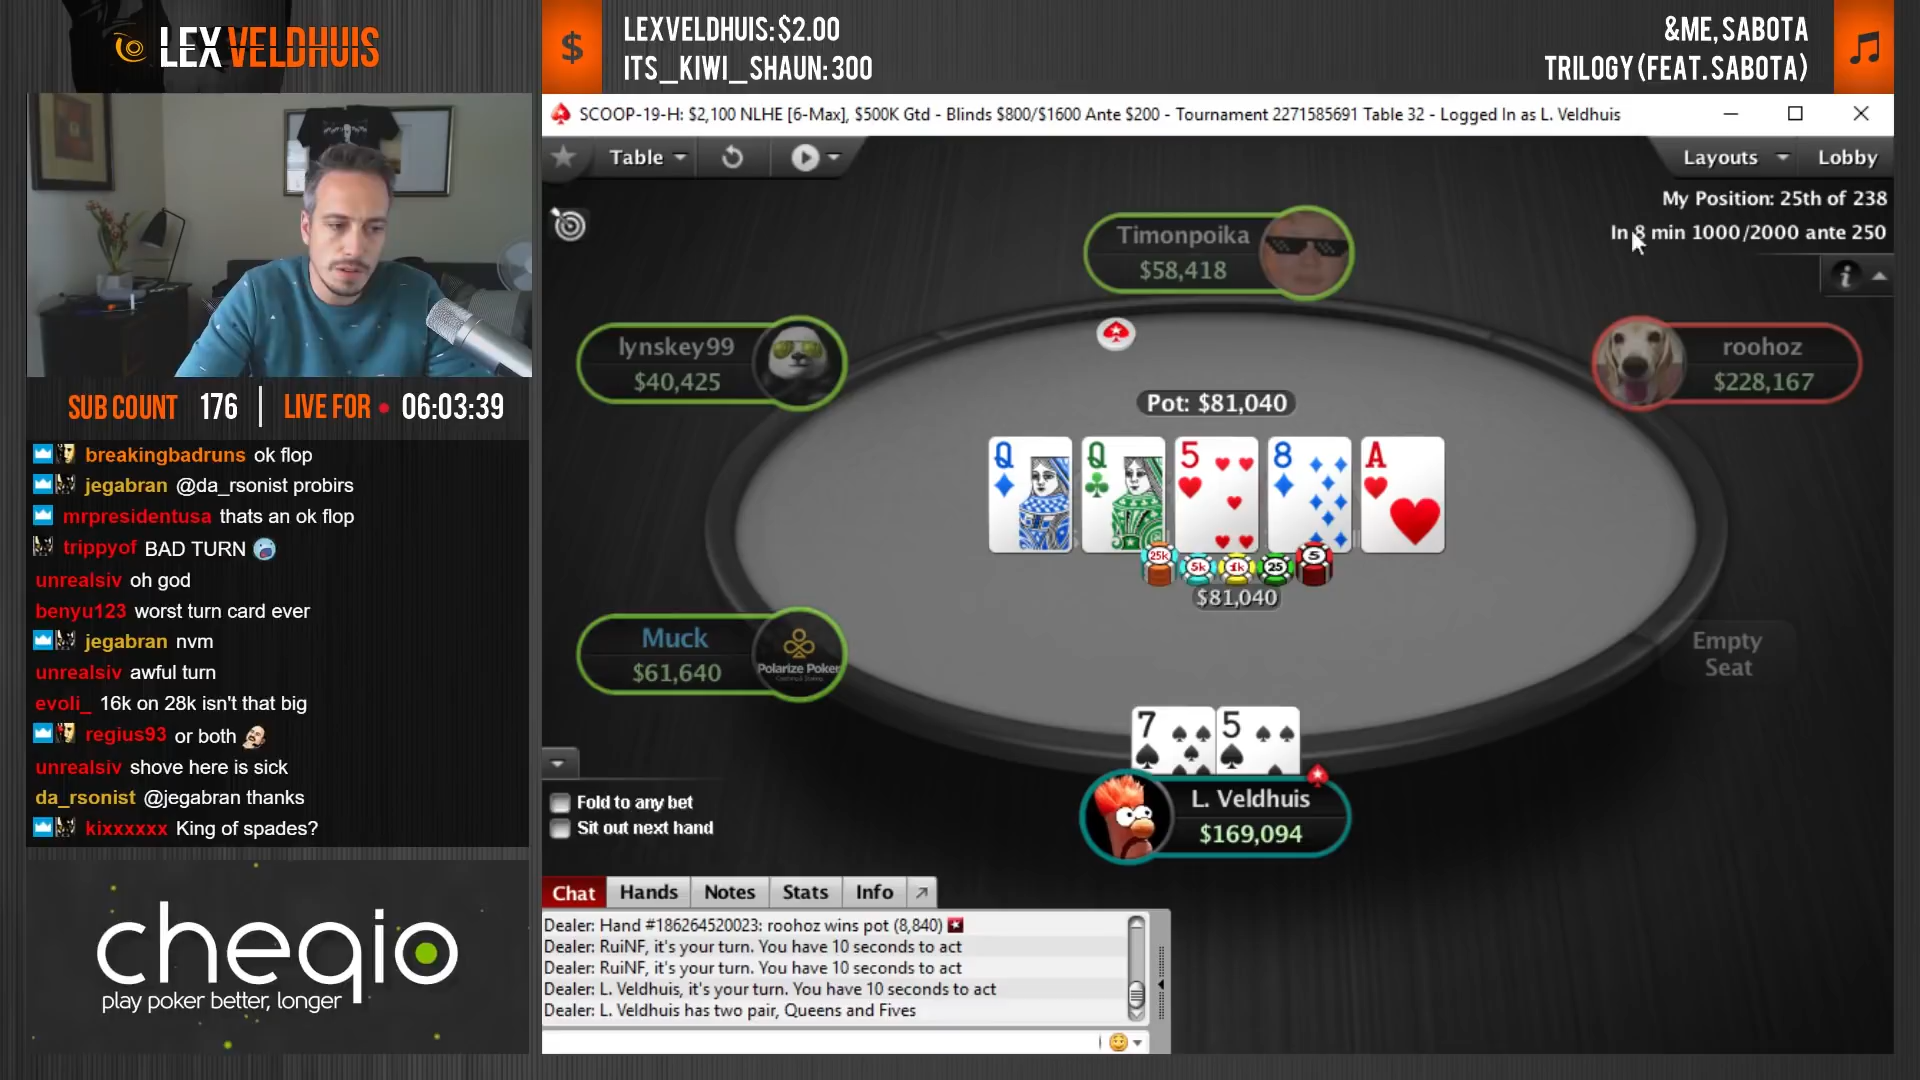 LEXVELDHUIS
$
LEXVELDHUIS: $2.00
ITS_KIWI_SHAUN: 300
&ME, SABOTA
TRILOGY (FEAT. SABOTA)
SCOOP-19-H: $2,100 NLHE [6-Max], $500K Gtd - Blinds $800/$1600 Ante $200 - Tournament 2271585691 Table 32 - Logged In as L. Veldhuis
Table
Layouts
Lobby
My Position: 25th of 238
In 8 min 1000/2000 ante 250
Timonpoika
$58,418
lynskey99
$40,425
roohoz
$228,167
Pot: $81,040
Q Q 5 8 A
25k 5k 1k 25 5
$81,040
Muck
$61,640
Polarize Poker
Empty
Seat
7 5
L. Veldhuis
$169,094
Fold to any bet
Sit out next hand
Chat Hands Notes Stats Info
Dealer: Hand #186264520023: roohoz wins pot (8,840)
Dealer: RuiNF, it's your turn. You have 10 seconds to act
Dealer: RuiNF, it's your turn. You have 10 seconds to act
Dealer: L. Veldhuis, it's your turn. You have 10 seconds to act
Dealer: L. Veldhuis has two pair, Queens and Fives
SUB COUNT 176 | LIVE FOR 06:03:39
breakingbadruns ok flop
jegabran @da_rsonist probirs
mrpresidentusa thats an ok flop
trippyof BAD TURN
unrealsiv oh god
benyu123 worst turn card ever
jegabran nvm
unrealsiv awful turn
evoli_ 16k on 28k isn't that big
regius93 or both
unrealsiv shove here is sick
da_rsonist @jegabran thanks
kixxxxxx King of spades?
cheqio
play poker better, longer